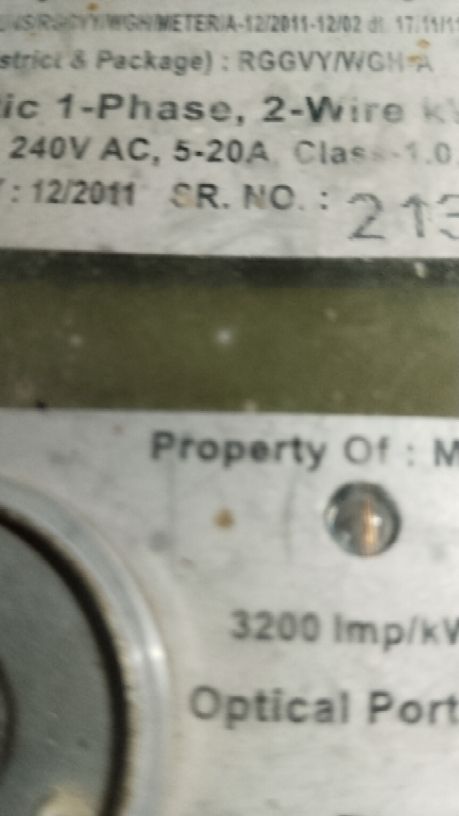 /WGH/METER/A-12/2011-12/02 dt. 17/11/1
strict & Package) : RGGVY/WGH-A
ic 1-Phase, 2-Wire k
240V AC, 5-20A Class-1.0
: 12/2011 SR. NO. : 213
Property Of : M
3200 Imp/kW
Optical Port